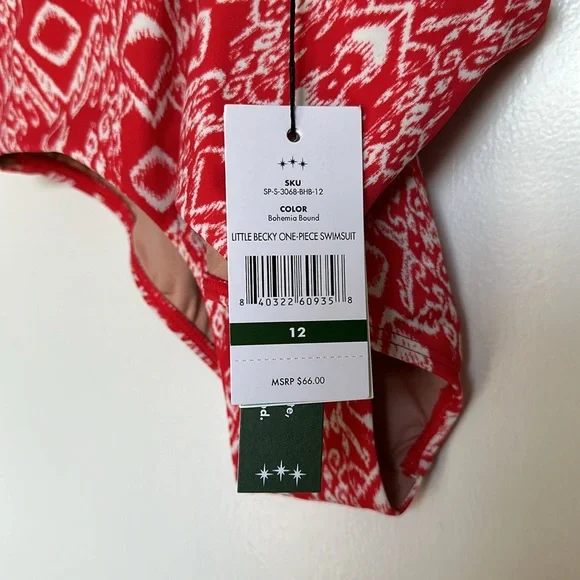 SKU
SP-S-3068-BHB-12
COLOR
Bohemia Bound
LITTLE BECKY ONE-PIECE SWIMSUIT
8 40322 60935 8
12
MSRP $66.00